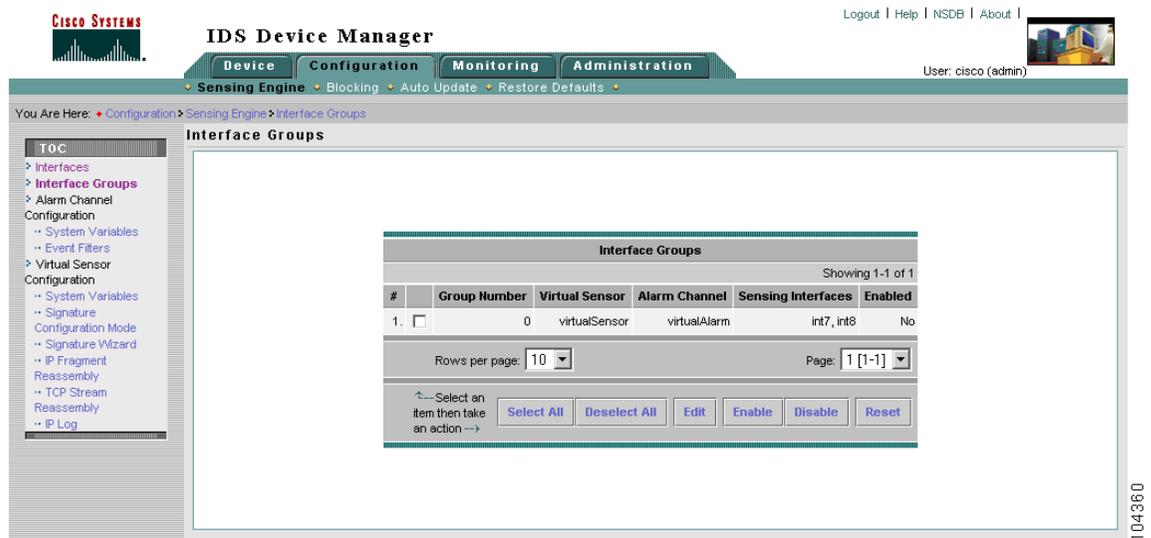 CISCO SYSTEMS
Logout | Help | NSDB | About |
IDS Device Manager
Device Configuration Monitoring Administration
User: cisco (admin)
Sensing Engine Blocking Auto Update Restore Defaults
You Are Here: Configuration Sensing Engine Interface Groups
TOC
Interfaces
Interface Groups
Alarm Channel
Configuration
System Variables
Event Filters
Virtual Sensor
Configuration
System Variables
Signature
Configuration Mode
Signature Wizard
IP Fragment
Reassembly
TCP Stream
Reassembly
IP Log
Interface Groups
Interface Groups
Showing 1-1 of 1
# Group Number Virtual Sensor Alarm Channel Sensing Interfaces Enabled
1. 0 virtualSensor virtualAlarm int7, int8 No
Rows per page: 10 Page: 1 [1-1]
Select an
item then take
an action -->
Select All Deselect All Edit Enable Disable Reset
104360